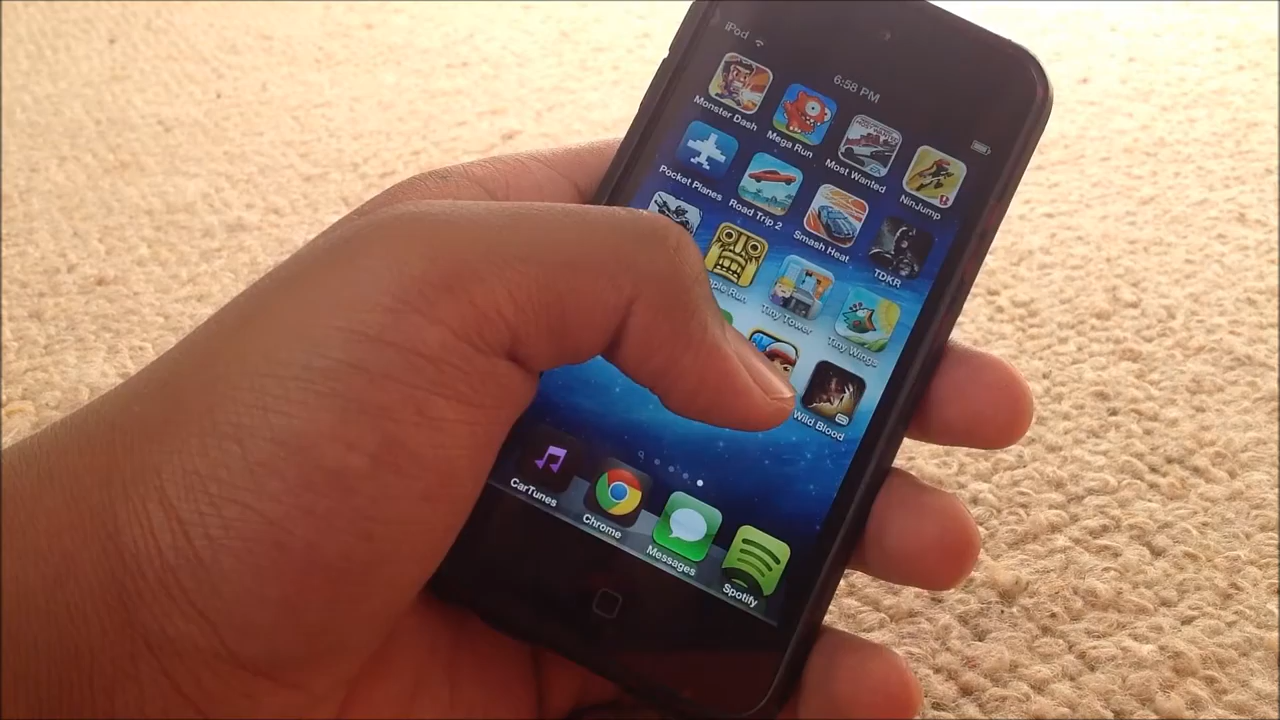 iPod
6:58 PM
Monster Dash
Mega Run
Most Wanted
NinJump
Pocket Planes
Road Trip 2
Smash Heat
TDKR
Run
Tiny Tower
Tiny Wings
Wild Blood
CarTunes
Chrome
Messages
Spotify